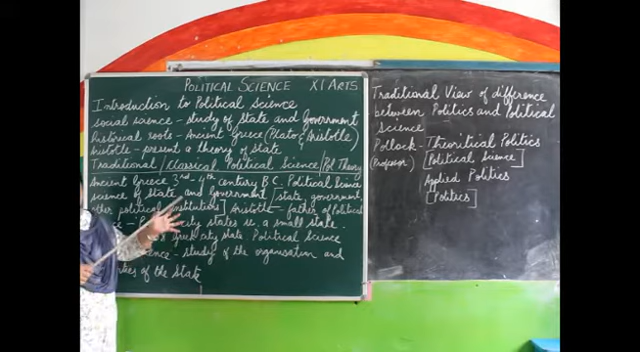 POLITICAL SCIENCE XI ARTS
Introduction to Political Science
social science - study of State and Government
historical roots - Ancient Greece (Plato & Aristotle)
Aristotle - present a theory of State
Traditional / Classical Political Science / Pol Theory
Ancient Greece 3rd - 4th century B C. Political Science
science of State and Government [state, government,
other political institutions] Aristotle - father of Political
city states i.e. a small state.
Greek city state Political Science
- study of the organisation and
of the State
Traditional View of difference
between Politics and Political
Science
Pollock - Theoritical Politics
(Professor) [Political Science]
Applied Politics
[Politics]